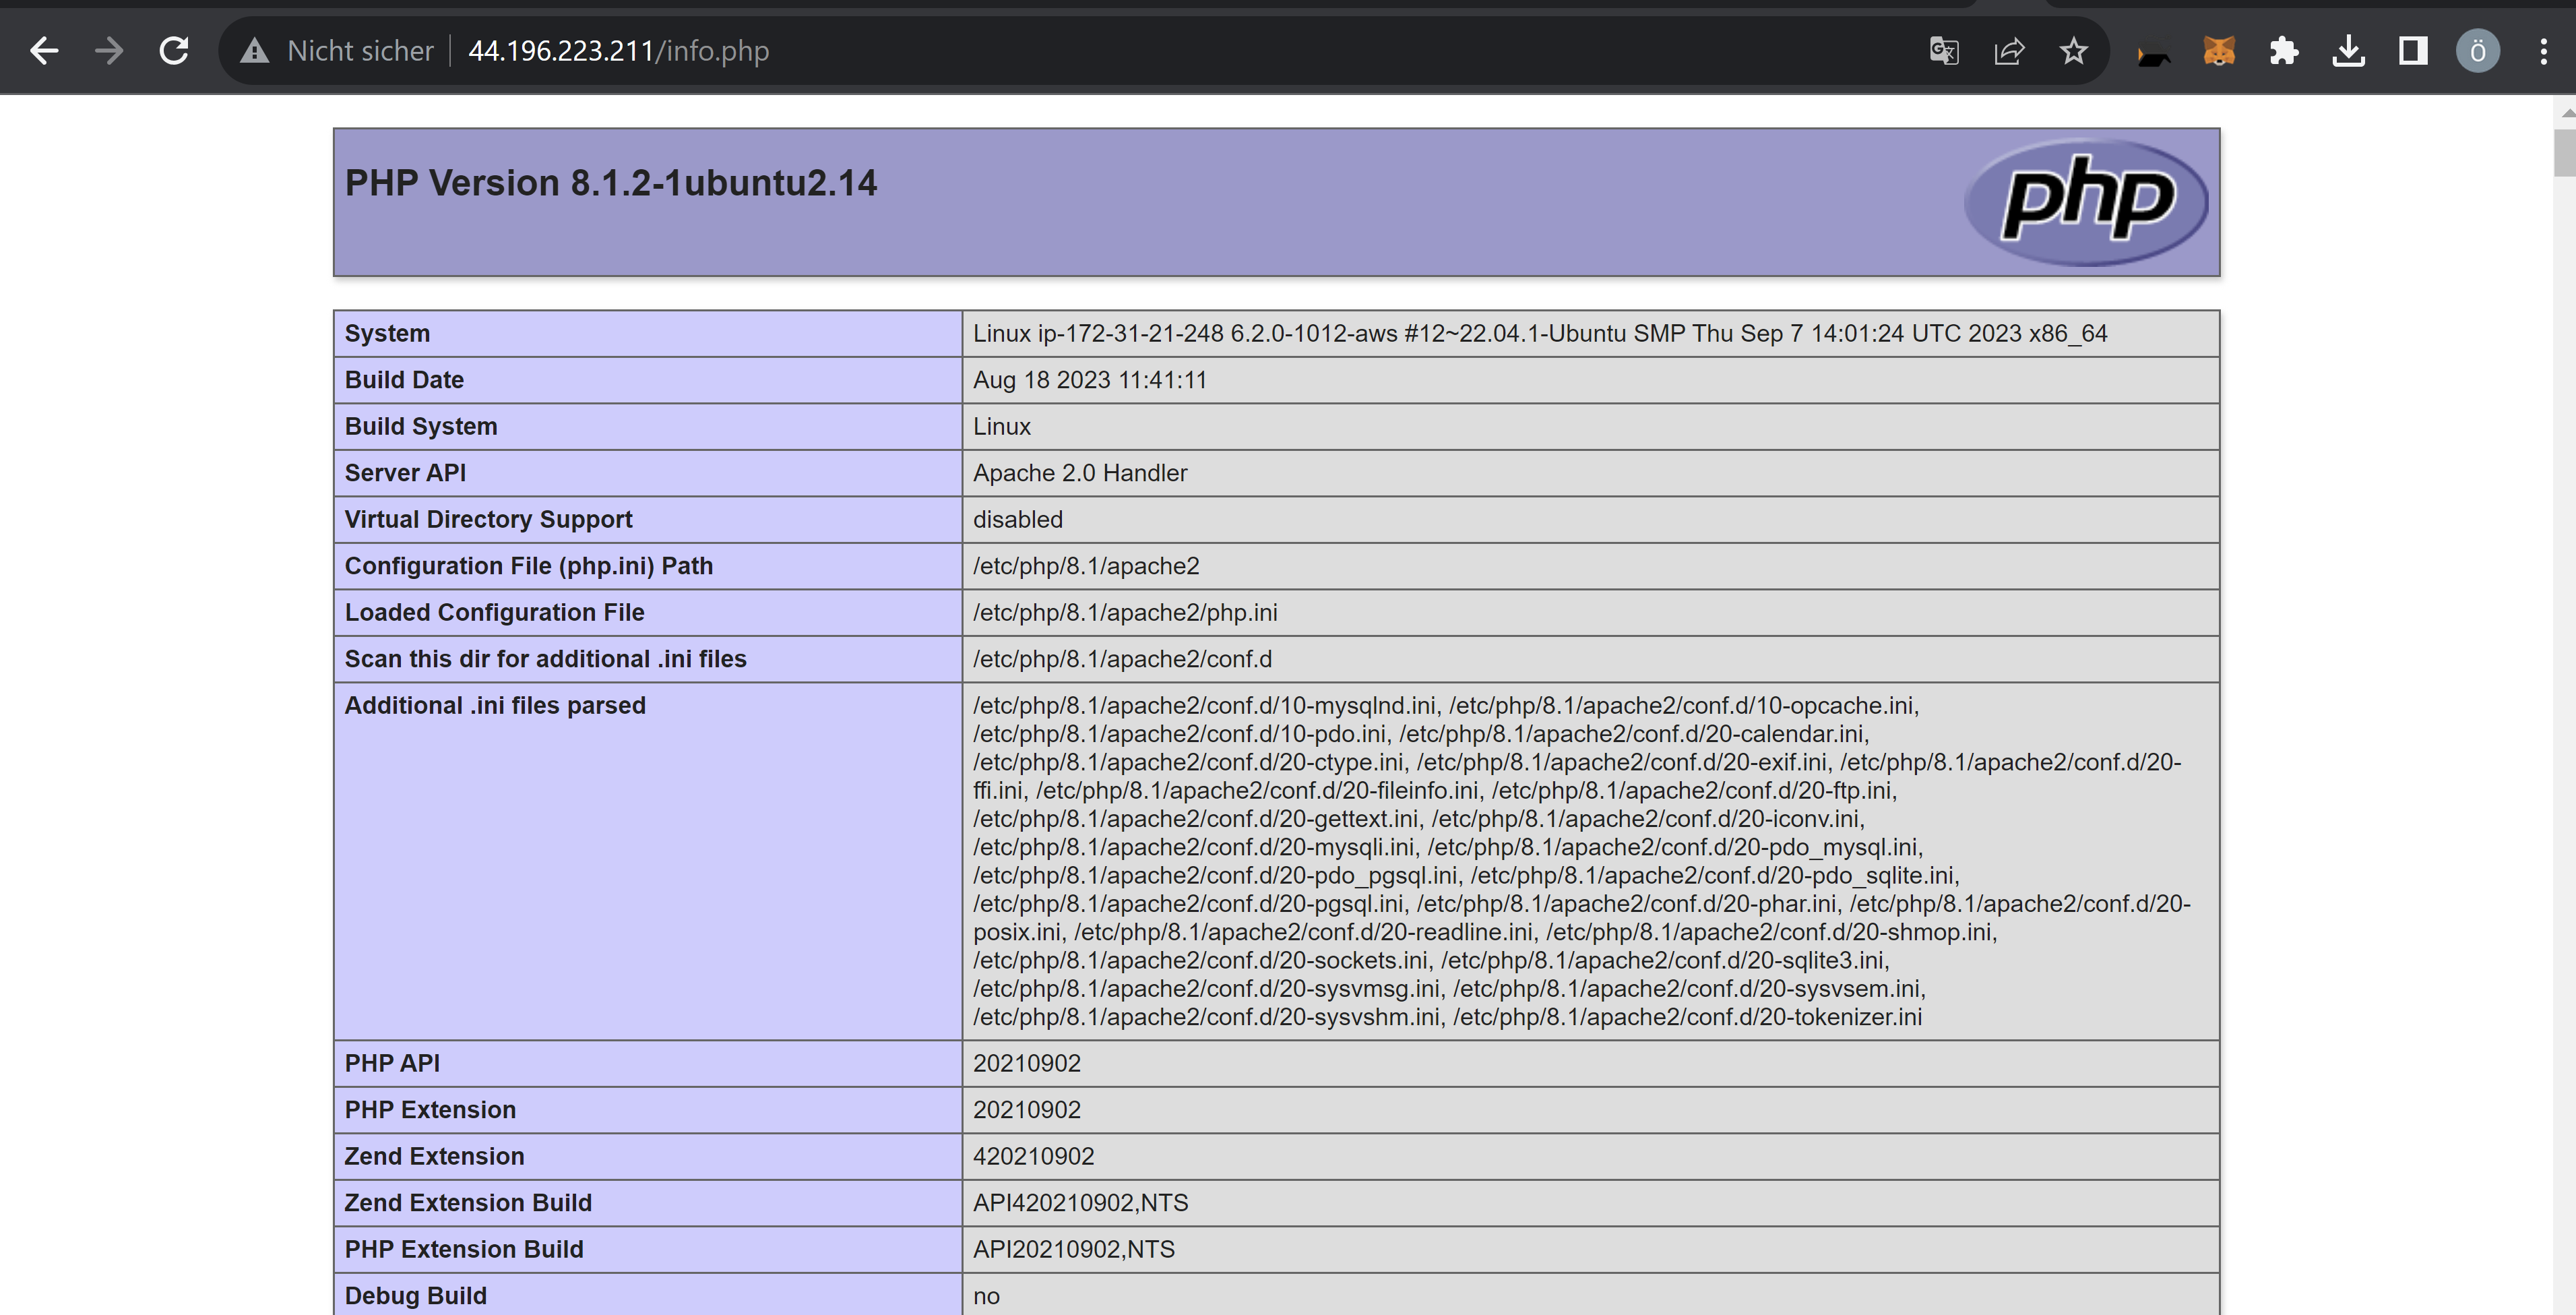 Nicht sicher 44.196.223.211/info.php
Ö
PHP Version 8.1.2-1ubuntu2.14
php
System Linux ip-172-31-21-248 6.2.0-1012-aws #12~22.04.1-Ubuntu SMP Thu Sep 7 14:01:24 UTC 2023 x86_64
Build Date Aug 18 2023 11:41:11
Build System Linux
Server API Apache 2.0 Handler
Virtual Directory Support disabled
Configuration File (php.ini) Path /etc/php/8.1/apache2
Loaded Configuration File /etc/php/8.1/apache2/php.ini
Scan this dir for additional .ini files /etc/php/8.1/apache2/conf.d
Additional .ini files parsed /etc/php/8.1/apache2/conf.d/10-mysqlnd.ini, /etc/php/8.1/apache2/conf.d/10-opcache.ini,
/etc/php/8.1/apache2/conf.d/10-pdo.ini, /etc/php/8.1/apache2/conf.d/20-calendar.ini,
/etc/php/8.1/apache2/conf.d/20-ctype.ini, /etc/php/8.1/apache2/conf.d/20-exif.ini, /etc/php/8.1/apache2/conf.d/20-
ffi.ini, /etc/php/8.1/apache2/conf.d/20-fileinfo.ini, /etc/php/8.1/apache2/conf.d/20-ftp.ini,
/etc/php/8.1/apache2/conf.d/20-gettext.ini, /etc/php/8.1/apache2/conf.d/20-iconv.ini,
/etc/php/8.1/apache2/conf.d/20-mysqli.ini, /etc/php/8.1/apache2/conf.d/20-pdo_mysql.ini,
/etc/php/8.1/apache2/conf.d/20-pdo_pgsql.ini, /etc/php/8.1/apache2/conf.d/20-pdo_sqlite.ini,
/etc/php/8.1/apache2/conf.d/20-pgsql.ini, /etc/php/8.1/apache2/conf.d/20-phar.ini, /etc/php/8.1/apache2/conf.d/20-
posix.ini, /etc/php/8.1/apache2/conf.d/20-readline.ini, /etc/php/8.1/apache2/conf.d/20-shmop.ini,
/etc/php/8.1/apache2/conf.d/20-sockets.ini, /etc/php/8.1/apache2/conf.d/20-sqlite3.ini,
/etc/php/8.1/apache2/conf.d/20-sysvmsg.ini, /etc/php/8.1/apache2/conf.d/20-sysvsem.ini,
/etc/php/8.1/apache2/conf.d/20-sysvshm.ini, /etc/php/8.1/apache2/conf.d/20-tokenizer.ini
PHP API 20210902
PHP Extension 20210902
Zend Extension 420210902
Zend Extension Build API420210902,NTS
PHP Extension Build API20210902,NTS
Debug Build no